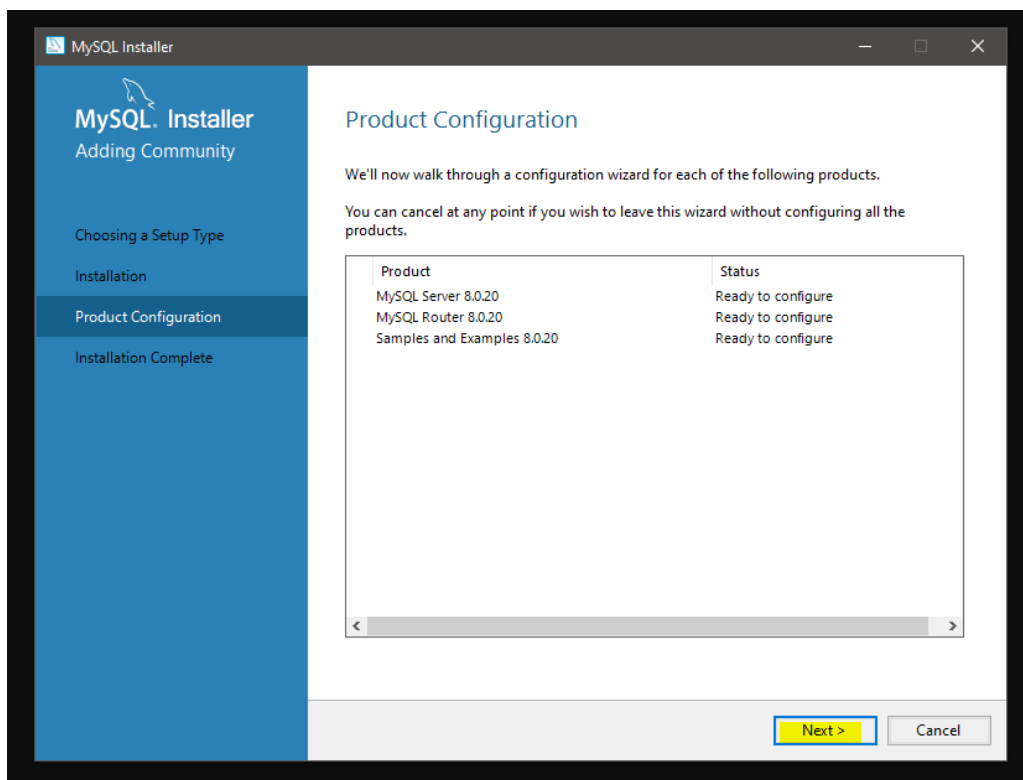 MySQL Installer
MySQL. Installer
Adding Community
Choosing a Setup Type
Installation
Product Configuration
Installation Complete
Product Configuration
We'll now walk through a configuration wizard for each of the following products.
You can cancel at any point if you wish to leave this wizard without configuring all the
products.
Product Status
MySQL Server 8.0.20 Ready to configure
MySQL Router 8.0.20 Ready to configure
Samples and Examples 8.0.20 Ready to configure
Next > Cancel